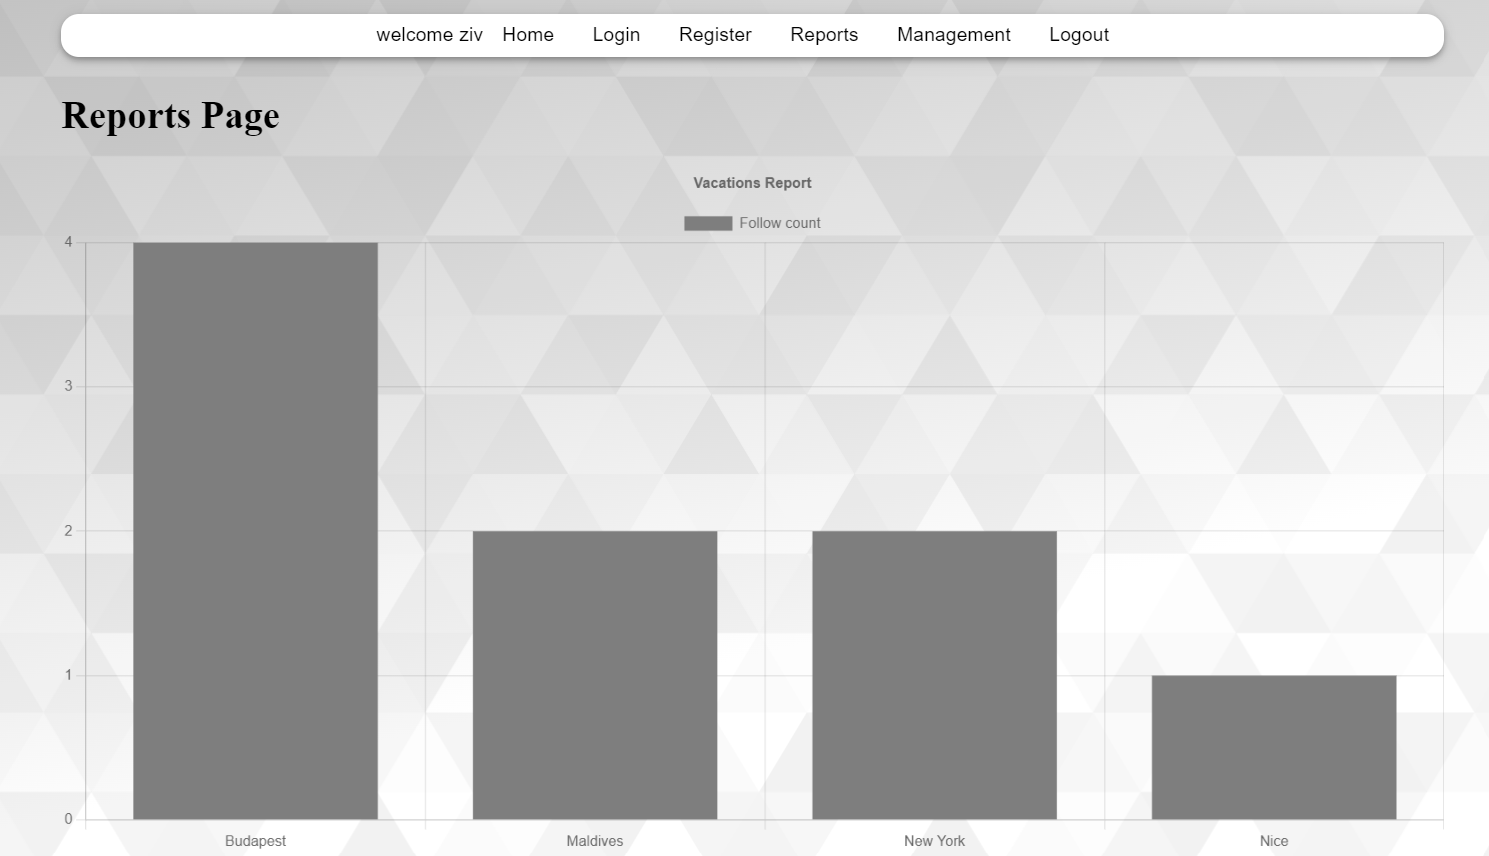 welcome ziv Home Login Register Reports Management Logout
Reports Page
Vacations Report
Follow count
4
3
2
1
0
Budapest Maldives New York Nice